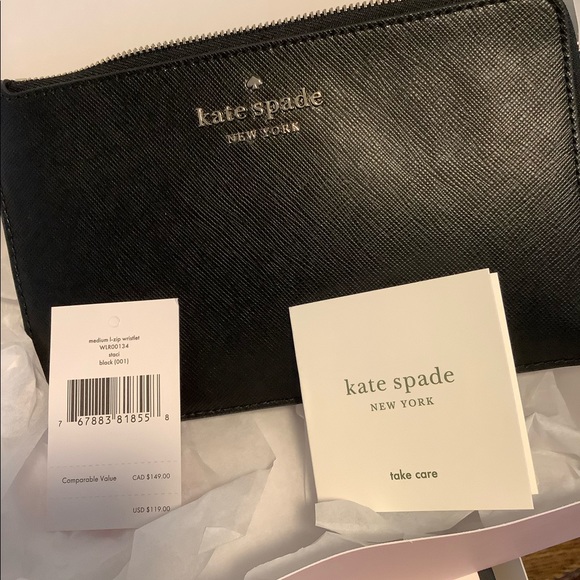 kate spade
NEW YORK
medium l-zip wristlet
WLR00134
staci
black (001)
7 67883 81855 8
Comparable Value CAD $149.00
USD $119.00
kate spade
NEW YORK
take care